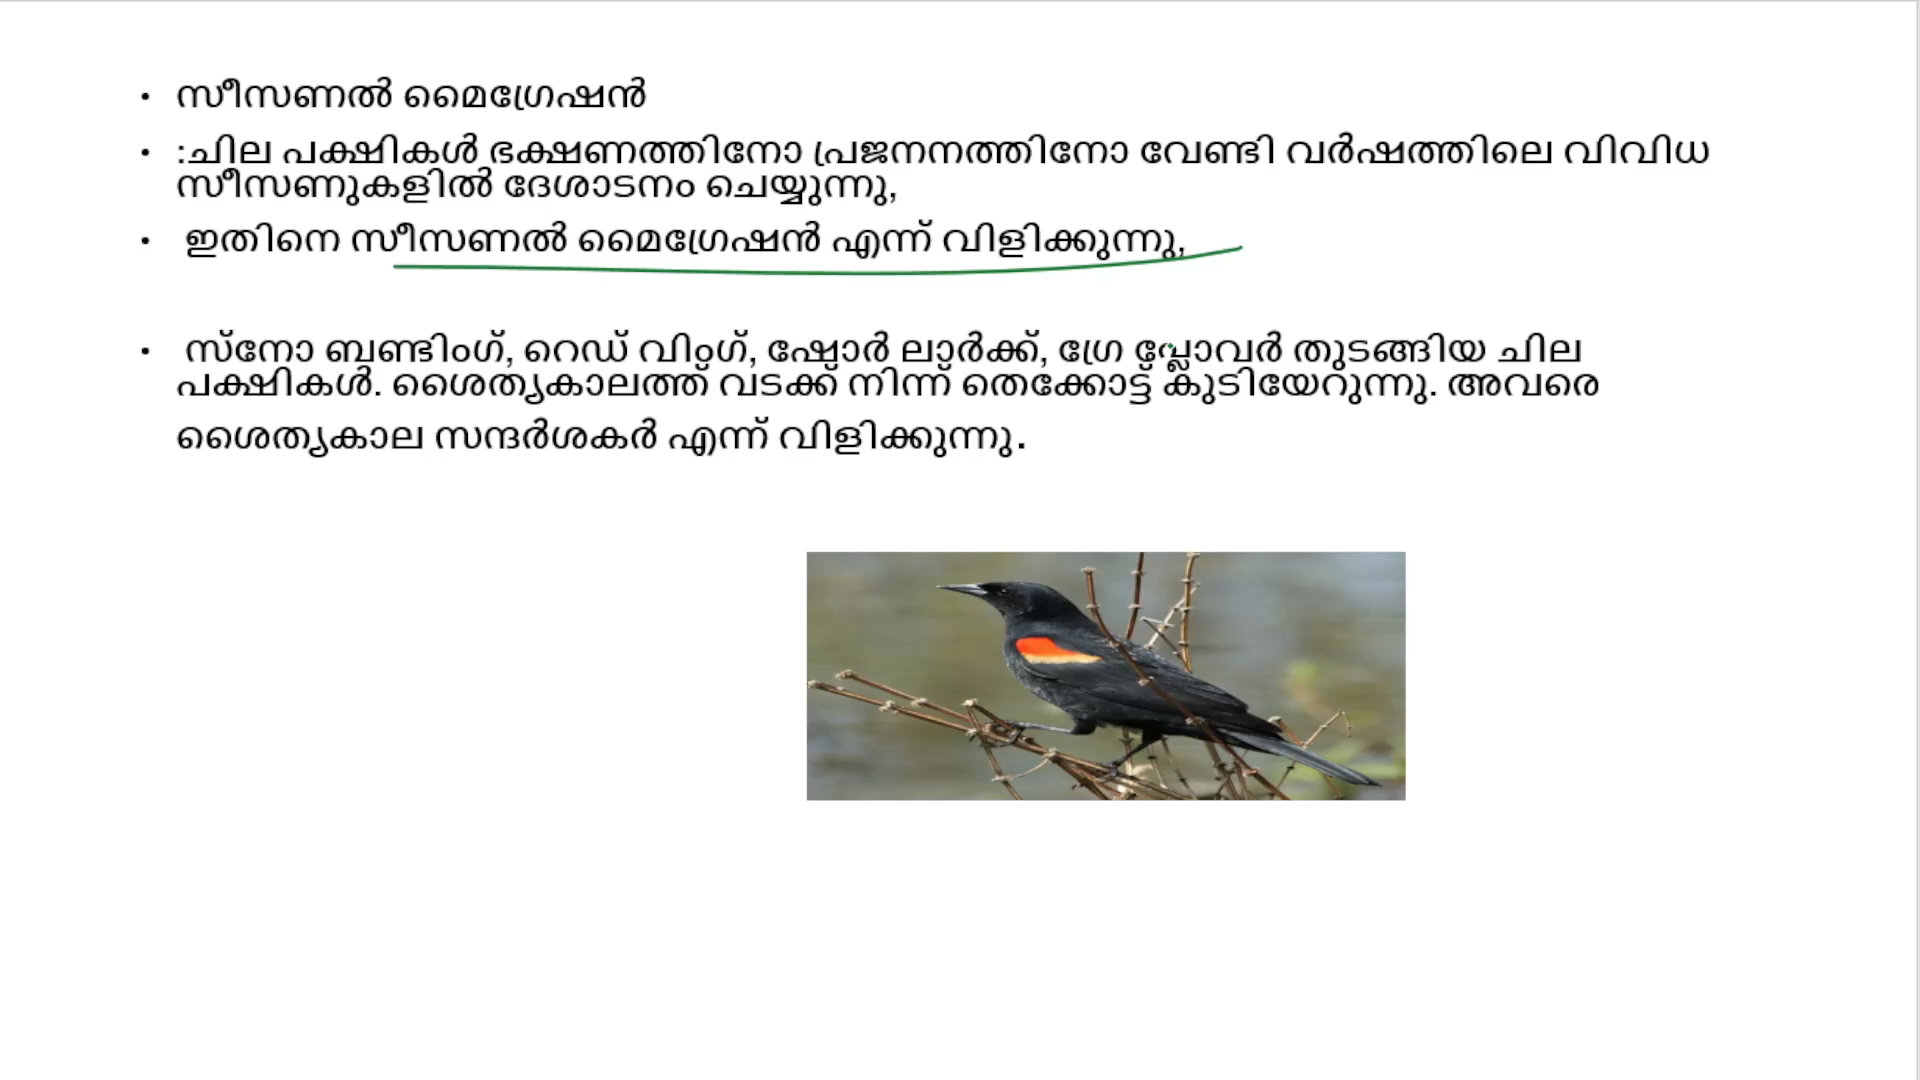 • സീസണൽ മൈഗ്രേഷൻ
• :ചില പക്ഷികൾ ഭക്ഷണത്തിനോ പ്രജനനത്തിനോ വേണ്ടി വർഷത്തിലെ വിവിധ
സീസണുകളിൽ ദേശാടനം ചെയ്യുന്നു,
• ഇതിനെ സീസണൽ മൈഗ്രേഷൻ എന്ന് വിളിക്കുന്നു,
• സ്നോ ബണ്ടിംഗ്, റെഡ് വിംഗ്, ഷോർ ലാർക്ക്, ഗ്രേ പ്ലോവർ തുടങ്ങിയ ചില
പക്ഷികൾ. ശൈത്യകാലത്ത് വടക്ക് നിന്ന് തെക്കോട്ട് കുടിയേറുന്നു. അവരെ
ശൈത്യകാല സന്ദർശകർ എന്ന് വിളിക്കുന്നു.